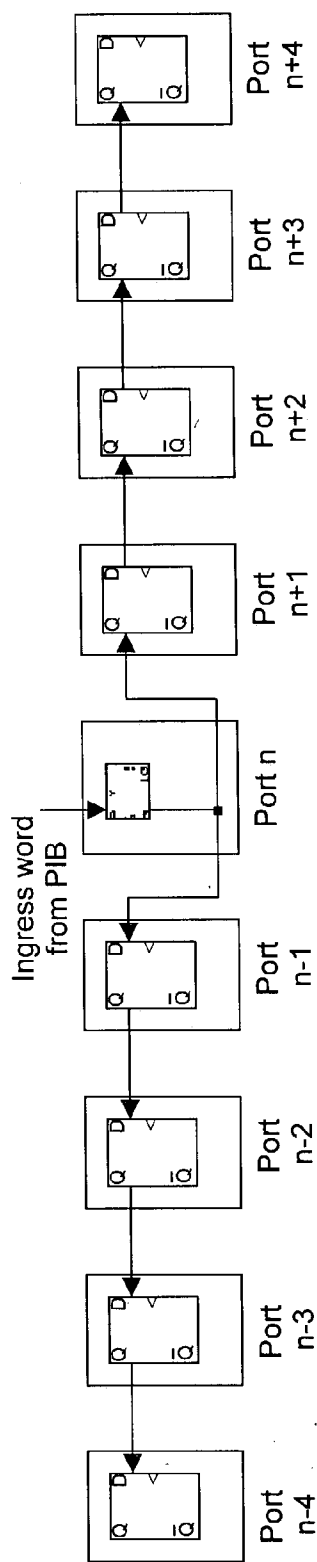 Ingress word
from PIB
Q D
Q̅
Q D
Q̅
Q D
Q̅
Q D
Q̅
Q D
Q̅
Q D
Q̅
Q D
Q̅
Q D
Q̅
Port
n-4
Port
n-3
Port
n-2
Port
n-1
Port n
Port
n+1
Port
n+2
Port
n+3
Port
n+4